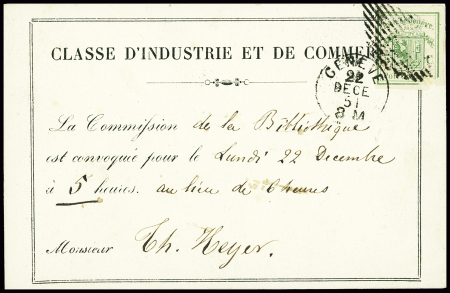 CLASSE D'INDUSTRIE ET DE COMMER
GENÈVE
22
DECE
51
8 M
La Commission de la Bibliothèque
est convoquée pour le Lundi 22 Decembre
à 5 heures. au lieu de 6 heures
Monsieur Th. Heyer.